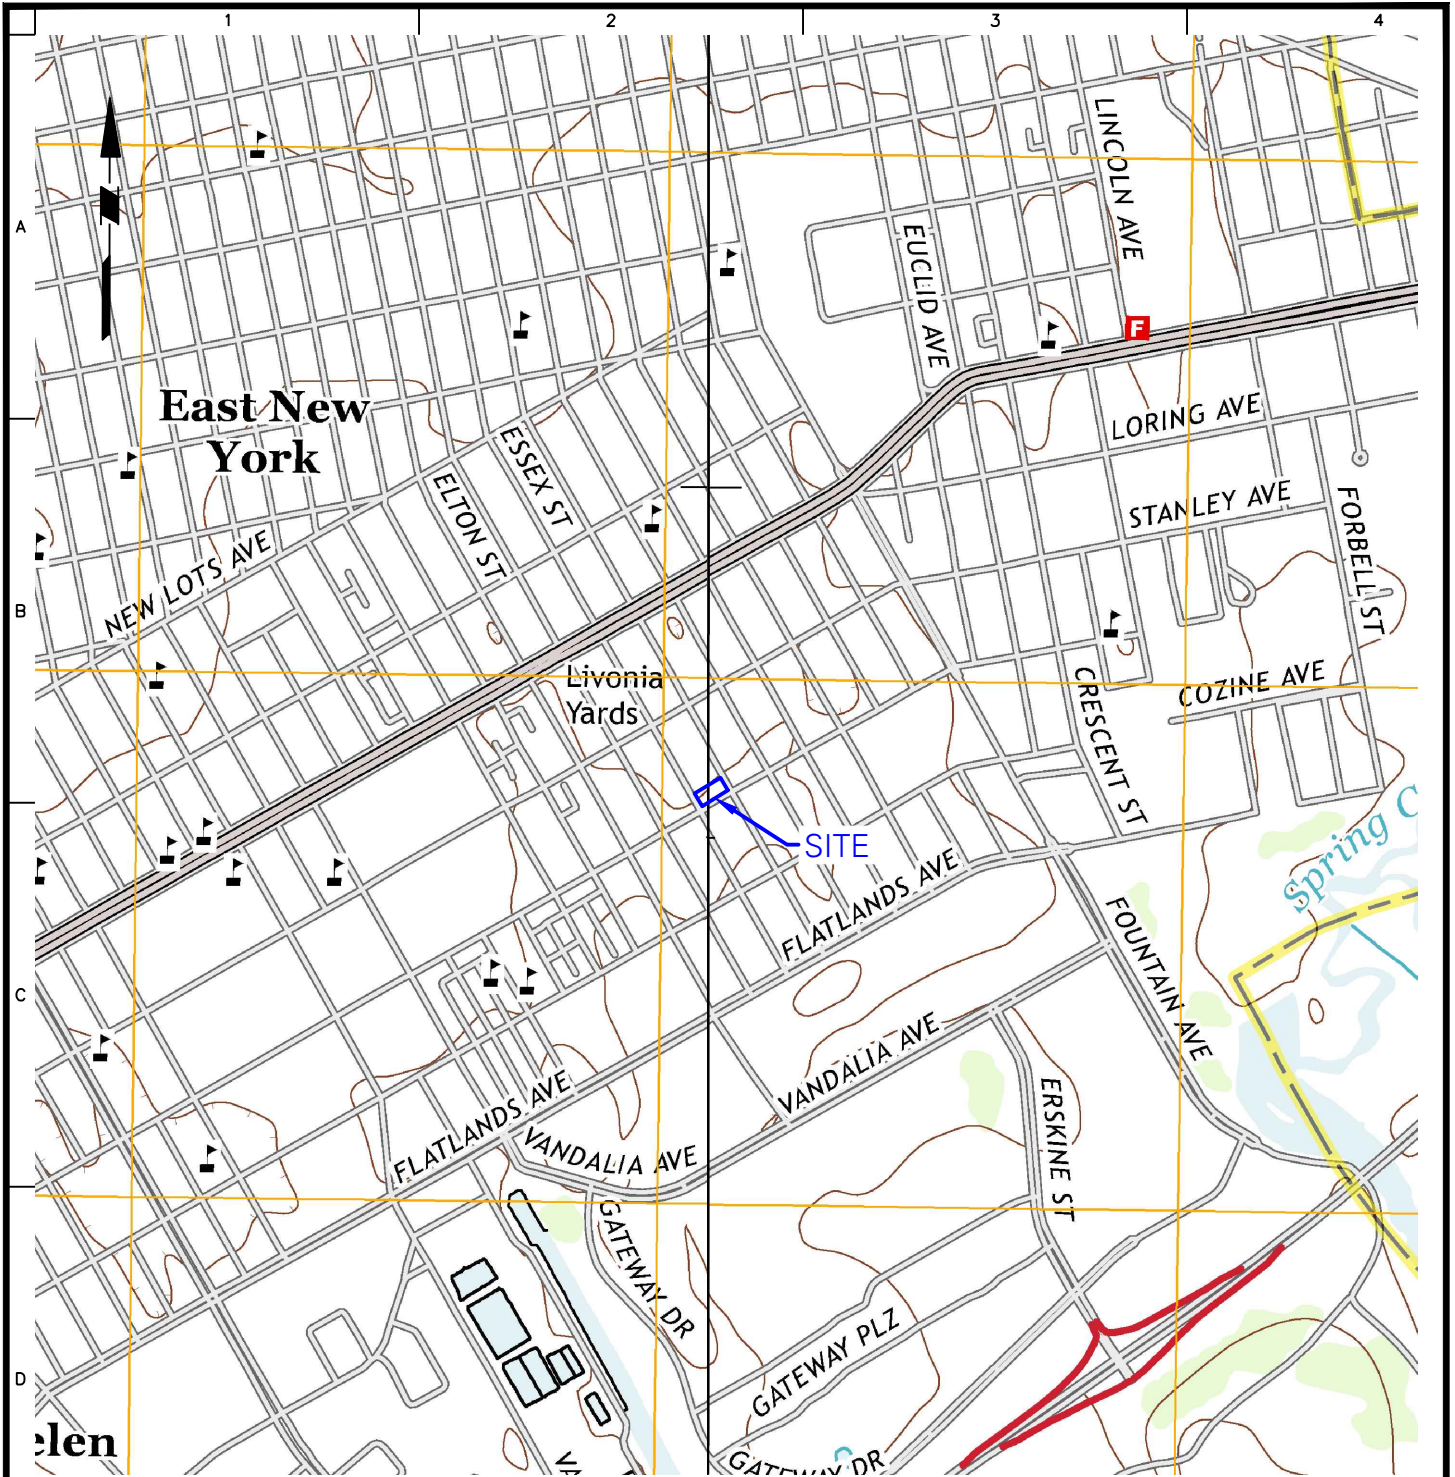 1
2
3
4
A
LINCOLN AVE
EUCLID AVE
F
East New
York
LORING AVE
ESSEX ST
ELTON ST
STANLEY AVE
FORBELL ST
NEW LOTS AVE
B
Livonia
Yards
CRESCENT ST
COZINE AVE
SITE
Spring C
FLATLANDS AVE
FOUNTAIN AVE
C
VANDALIA AVE
FLATLANDS AVE
VANDALIA AVE
ERSKINE ST
GATEWAY DR
GATEWAY PLZ
D
elen
VA
GATEWAY DR